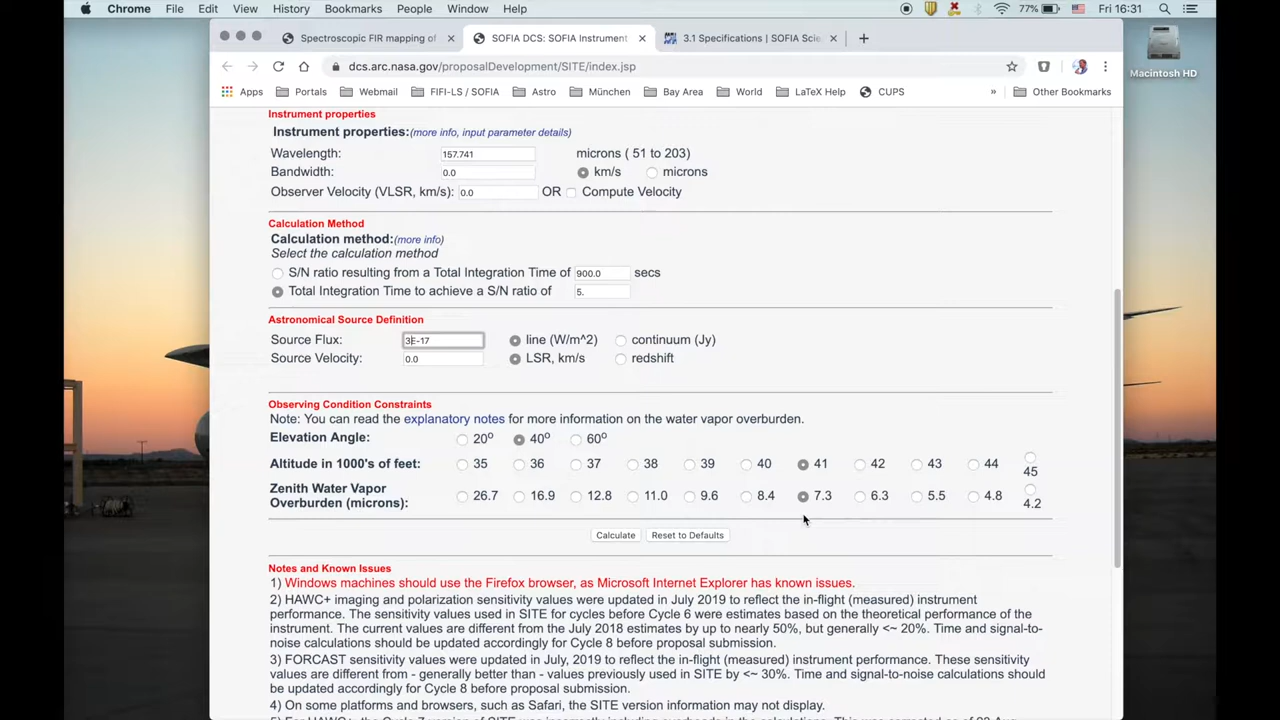 Chrome File Edit View History Bookmarks People Window Help 77% Fri 16:31
Spectroscopic FIR mapping of SOFIA DCS: SOFIA Instrument 3.1 Specifications | SOFIA Scie
dcs.arc.nasa.gov/proposalDevelopment/SITE/index.jsp
Apps Portals Webmail FIFI-LS / SOFIA Astro München Bay Area World LaTeX Help CUPS » Other Bookmarks
Macintosh HD
Instrument properties
Instrument properties:(more info, input parameter details)
Wavelength: 157.741 microns ( 51 to 203)
Bandwidth: 0.0 km/s microns
Observer Velocity (VLSR, km/s): 0.0 OR Compute Velocity
Calculation Method
Calculation method:(more info)
Select the calculation method
S/N ratio resulting from a Total Integration Time of 900.0 secs
Total Integration Time to achieve a S/N ratio of 5.
Astronomical Source Definition
Source Flux: 3E-17 line (W/m^2) continuum (Jy)
Source Velocity: 0.0 LSR, km/s redshift
Observing Condition Constraints
Note: You can read the explanatory notes for more information on the water vapor overburden.
Elevation Angle: 20º 40º 60º
Altitude in 1000's of feet: 35 36 37 38 39 40 41 42 43 44 45
Zenith Water Vapor
Overburden (microns): 26.7 16.9 12.8 11.0 9.6 8.4 7.3 6.3 5.5 4.8 4.2
Calculate Reset to Defaults
Notes and Known Issues
1) Windows machines should use the Firefox browser, as Microsoft Internet Explorer has known issues.
2) HAWC+ imaging and polarization sensitivity values were updated in July 2019 to reflect the in-flight (measured) instrument
performance. The sensitivity values used in SITE for cycles before Cycle 6 were estimates based on the theoretical performance of the
instrument. The current values are different from the July 2018 estimates by up to nearly 50%, but generally <~ 20%. Time and signal-to-
noise calculations should be updated accordingly for Cycle 8 before proposal submission.
3) FORCAST sensitivity values were updated in July, 2019 to reflect the in-flight (measured) instrument performance. These sensitivity
values are different from - generally better than - values previously used in SITE by <~ 30%. Time and signal-to-noise calculations should
be updated accordingly for Cycle 8 before proposal submission.
4) On some platforms and browsers, such as Safari, the SITE version information may not display.